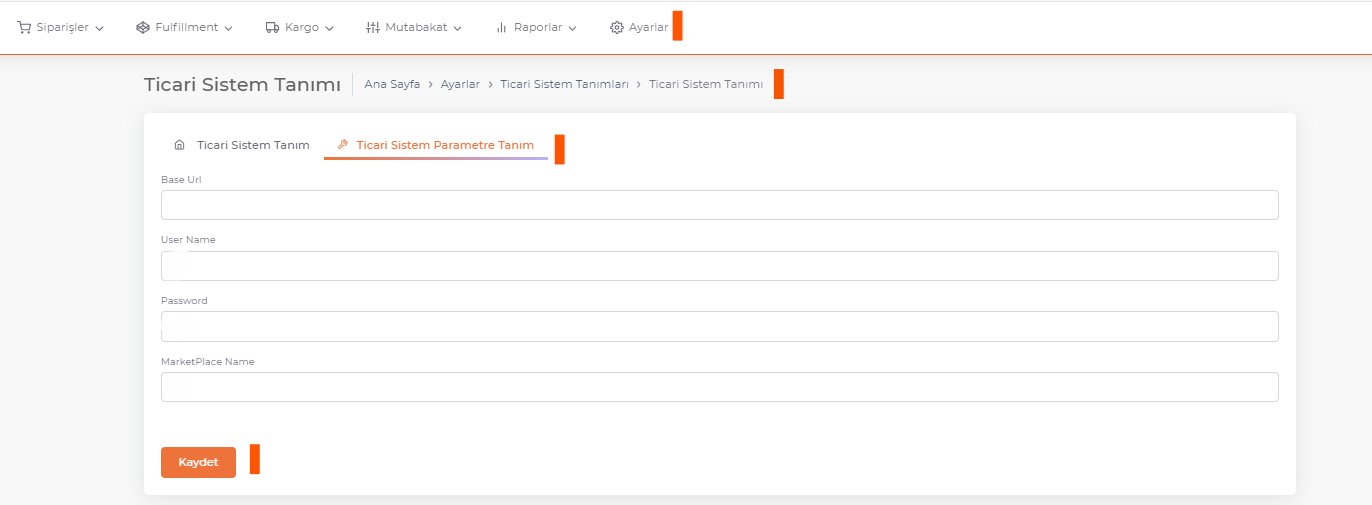 Siparişler Fulfillment Kargo Mutabakat Raporlar Ayarlar
Ticari Sistem Tanımı Ana Sayfa > Ayarlar > Ticari Sistem Tanımları > Ticari Sistem Tanımı
Ticari Sistem Tanım Ticari Sistem Parametre Tanım
Base Url
User Name
Password
MarketPlace Name
Kaydet